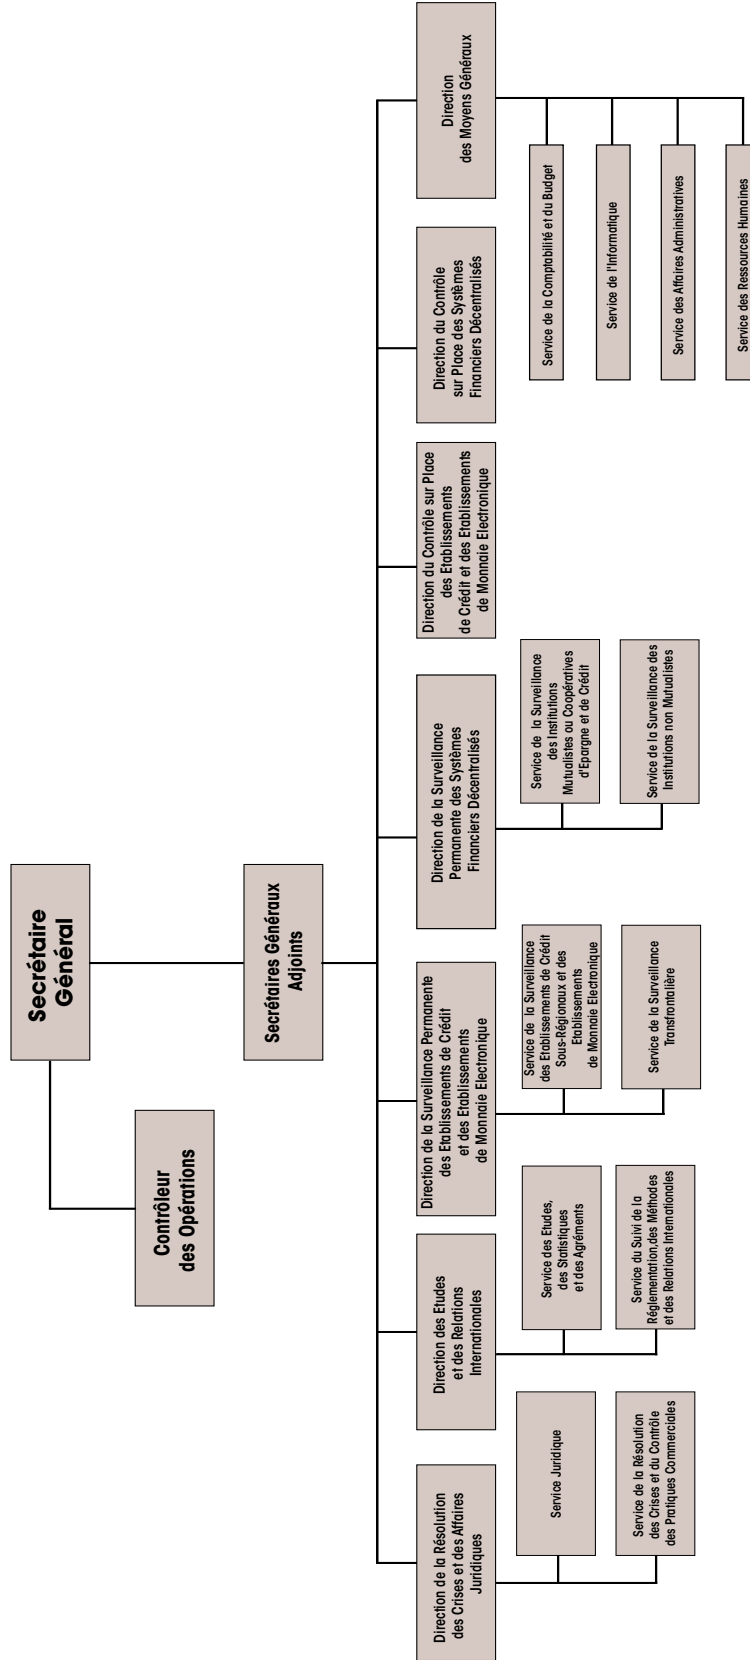 Secrétaire
Général
Contrôleur
des Opérations
Secrétaires Généraux
Adjoints
Direction de la Résolution
des Crises et des Affaires
Juridiques
Service Juridique
Service de la Résolution
des Crises et du Contrôle
des Pratiques Commerciales
Direction des Etudes
et des Relations
Internationales
Service des Etudes,
des Statistiques
et des Agréments
Service du Suivi de la
Réglementation,des Méthodes
et des Relations Internationales
Direction de la Surveillance Permanente
des Etablissements de Crédit
et des Etablissements
de Monnaie Electronique
Service de la Surveillance
des Etablissements de Crédit
Sous-Régionaux et des
Etablissements
de Monnaie Electronique
Service de la Surveillance
Transfrontalière
Direction de la Surveillance
Permanente des Systèmes
Financiers Décentralisés
Service de la Surveillance
des Institutions
Mutualistes ou Coopératives
d'Epargne et de Crédit
Service de la Surveillance des
Institutions non Mutualistes
Direction du Contrôle sur Place
des Etablissements
de Crédit et des Etablissements
de Monnaie Electronique
Direction du Contrôle
sur Place des Systèmes
Financiers Décentralisés
Direction
des Moyens Généraux
Service de la Comptabilité et du Budget
Service de l'Informatique
Service des Affaires Administratives
Service des Ressources Humaines